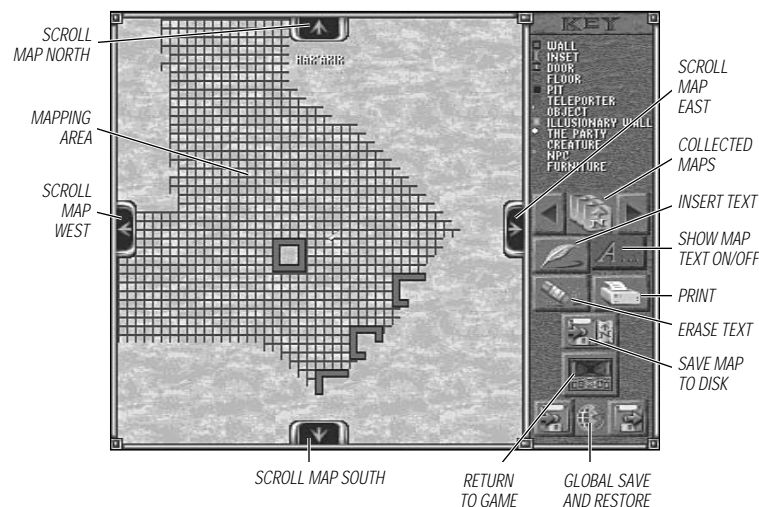 SCROLL
MAP NORTH
MAPPING
AREA
SCROLL
MAP
WEST
HAR'AKIR
KEY
WALL
INSET
DOOR
FLOOR
PIT
TELEPORTER
OBJECT
ILLUSIONARY WALL
THE PARTY
CREATURE
NPC
FURNITURE
A...
SCROLL
MAP
EAST
COLLECTED
MAPS
INSERT TEXT
SHOW MAP
TEXT ON/OFF
PRINT
ERASE TEXT
SAVE MAP
TO DISK
SCROLL MAP SOUTH
RETURN
TO GAME
GLOBAL SAVE
AND RESTORE